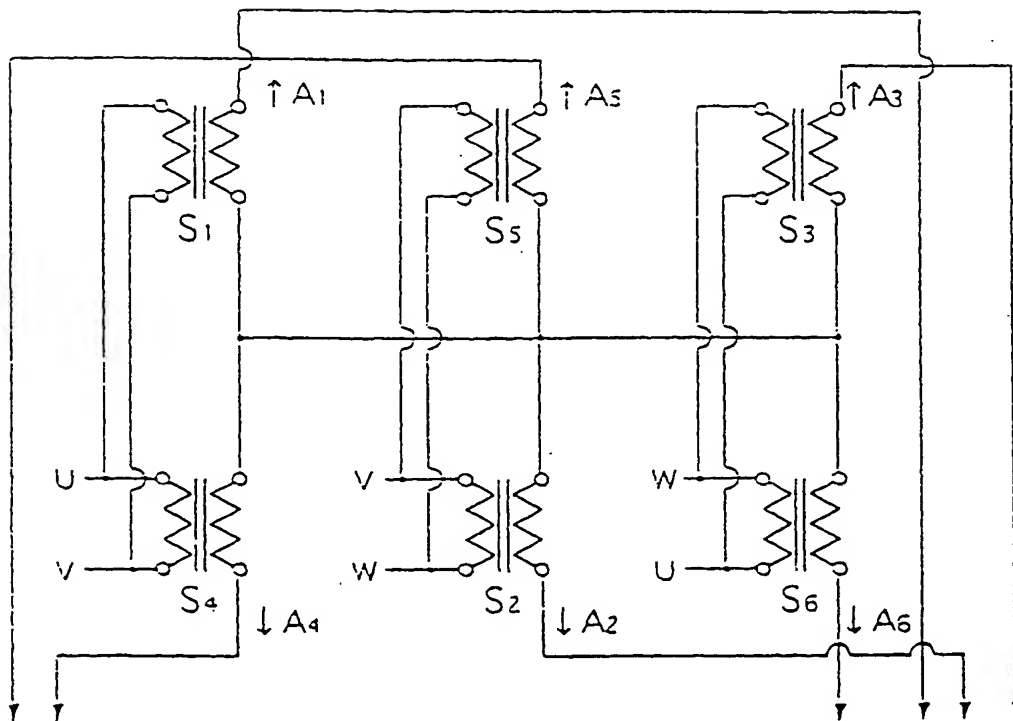 ↑ A1 ↑ A5 ↑ A3
S1 S5 S3
U V W
V W U
S4 S2 S6
↓ A4 ↓ A2 ↓ A6